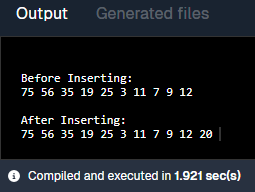 Output Generated files
Before Inserting:
75 56 35 19 25 3 11 7 9 12
After Inserting:
75 56 35 19 25 3 11 7 9 12 20
Compiled and executed in 1.921 sec(s)